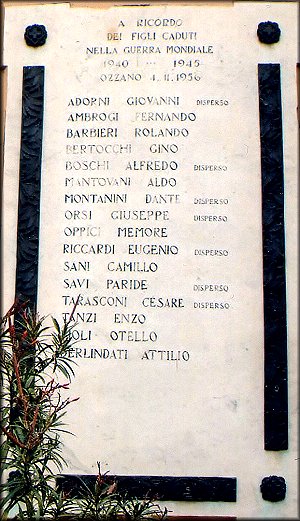 A RICORDO
DEI FIGLI CADUTI
NELLA GUERRA MONDIALE
1940 1945
OZZANO 4.11.1956
ADORNI GIOVANNI DISPERSO
AMBROGI FERNANDO
BARBIERI ROLANDO
BERTOCCHI GINO
BOSCHI ALFREDO DISPERSO
MANTOVANI ALDO
MONTANINI DANTE DISPERSO
ORSI GIUSEPPE DISPERSO
OPPICI MEMORE
RICCARDI EUGENIO DISPERSO
SANI CAMILLO
SAVI PARIDE DISPERSO
TARASCONI CESARE DISPERSO
TANZI ENZO
OTELLO
ATTILIO